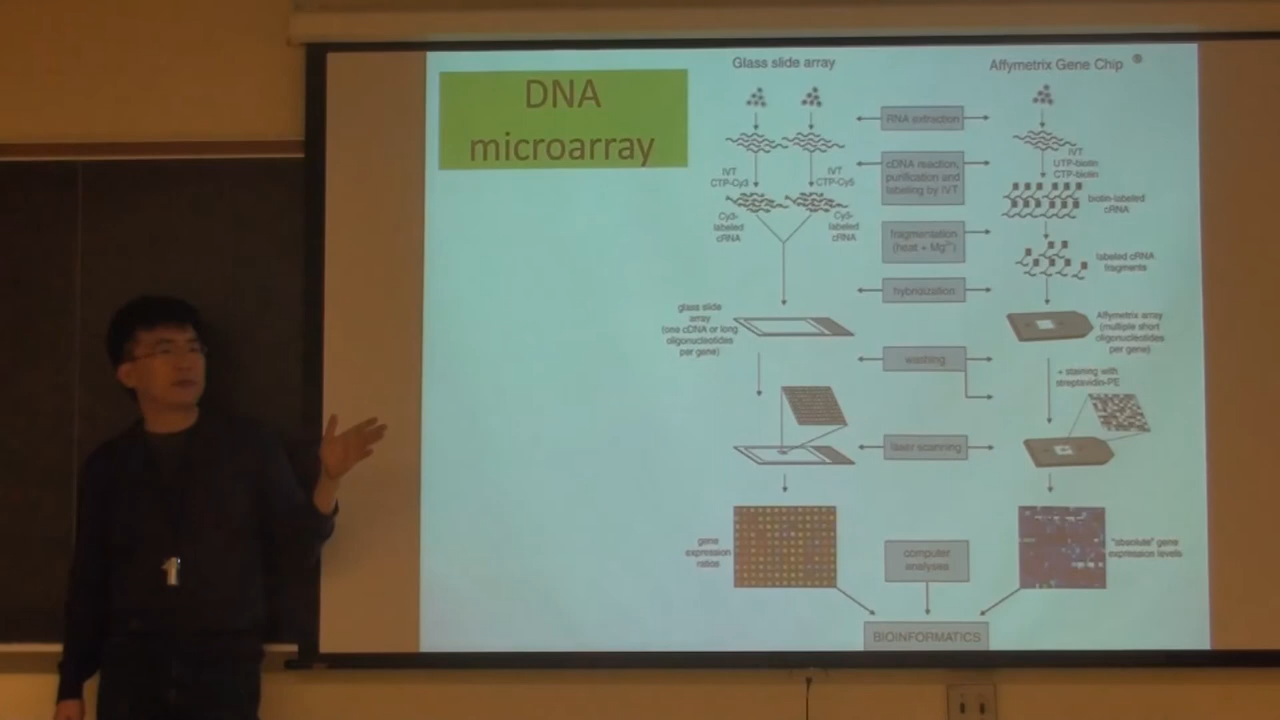 DNA
microarray
Glass slide array
Affymetrix Gene Chip ®
RNA extraction
IVT
CTP-Cy3
IVT
CTP-Cy5
cDNA reaction,
purification and
labeling by IVT
IVT
UTP-biotin
CTP-biotin
biotin-labeled
cRNA
Cy3-
labeled
cRNA
Cy5-
labeled
cRNA
fragmentation
(heat + Mg2+)
labeled cRNA
fragments
hybridization
glass slide
array
(one cDNA or long
oligonucleotides
per gene)
Affymetrix array
(multiple short
oligonucleotides
per gene)
washing
+ staining with
streptavidin-PE
laser scanning
gene
expression
ratios
computer
analyses
"absolute" gene
expression levels
BIOINFORMATICS